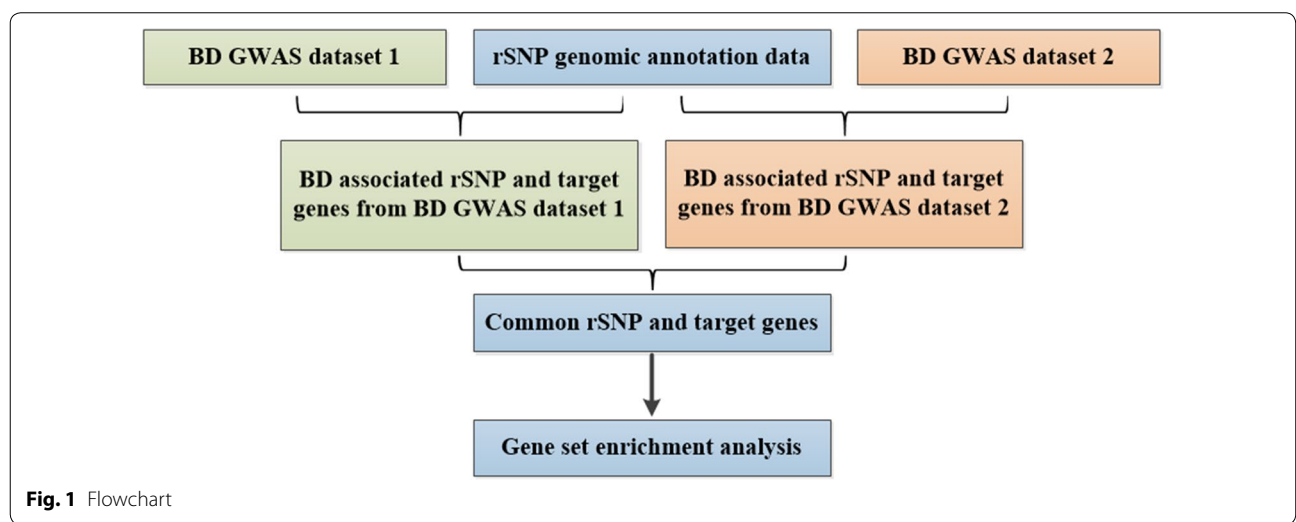 BD GWAS dataset 1
rSNP genomic annotation data
BD GWAS dataset 2
BD associated rSNP and target
genes from BD GWAS dataset 1
BD associated rSNP and target
genes from BD GWAS dataset 2
Common rSNP and target genes
Gene set enrichment analysis
Fig. 1 Flowchart